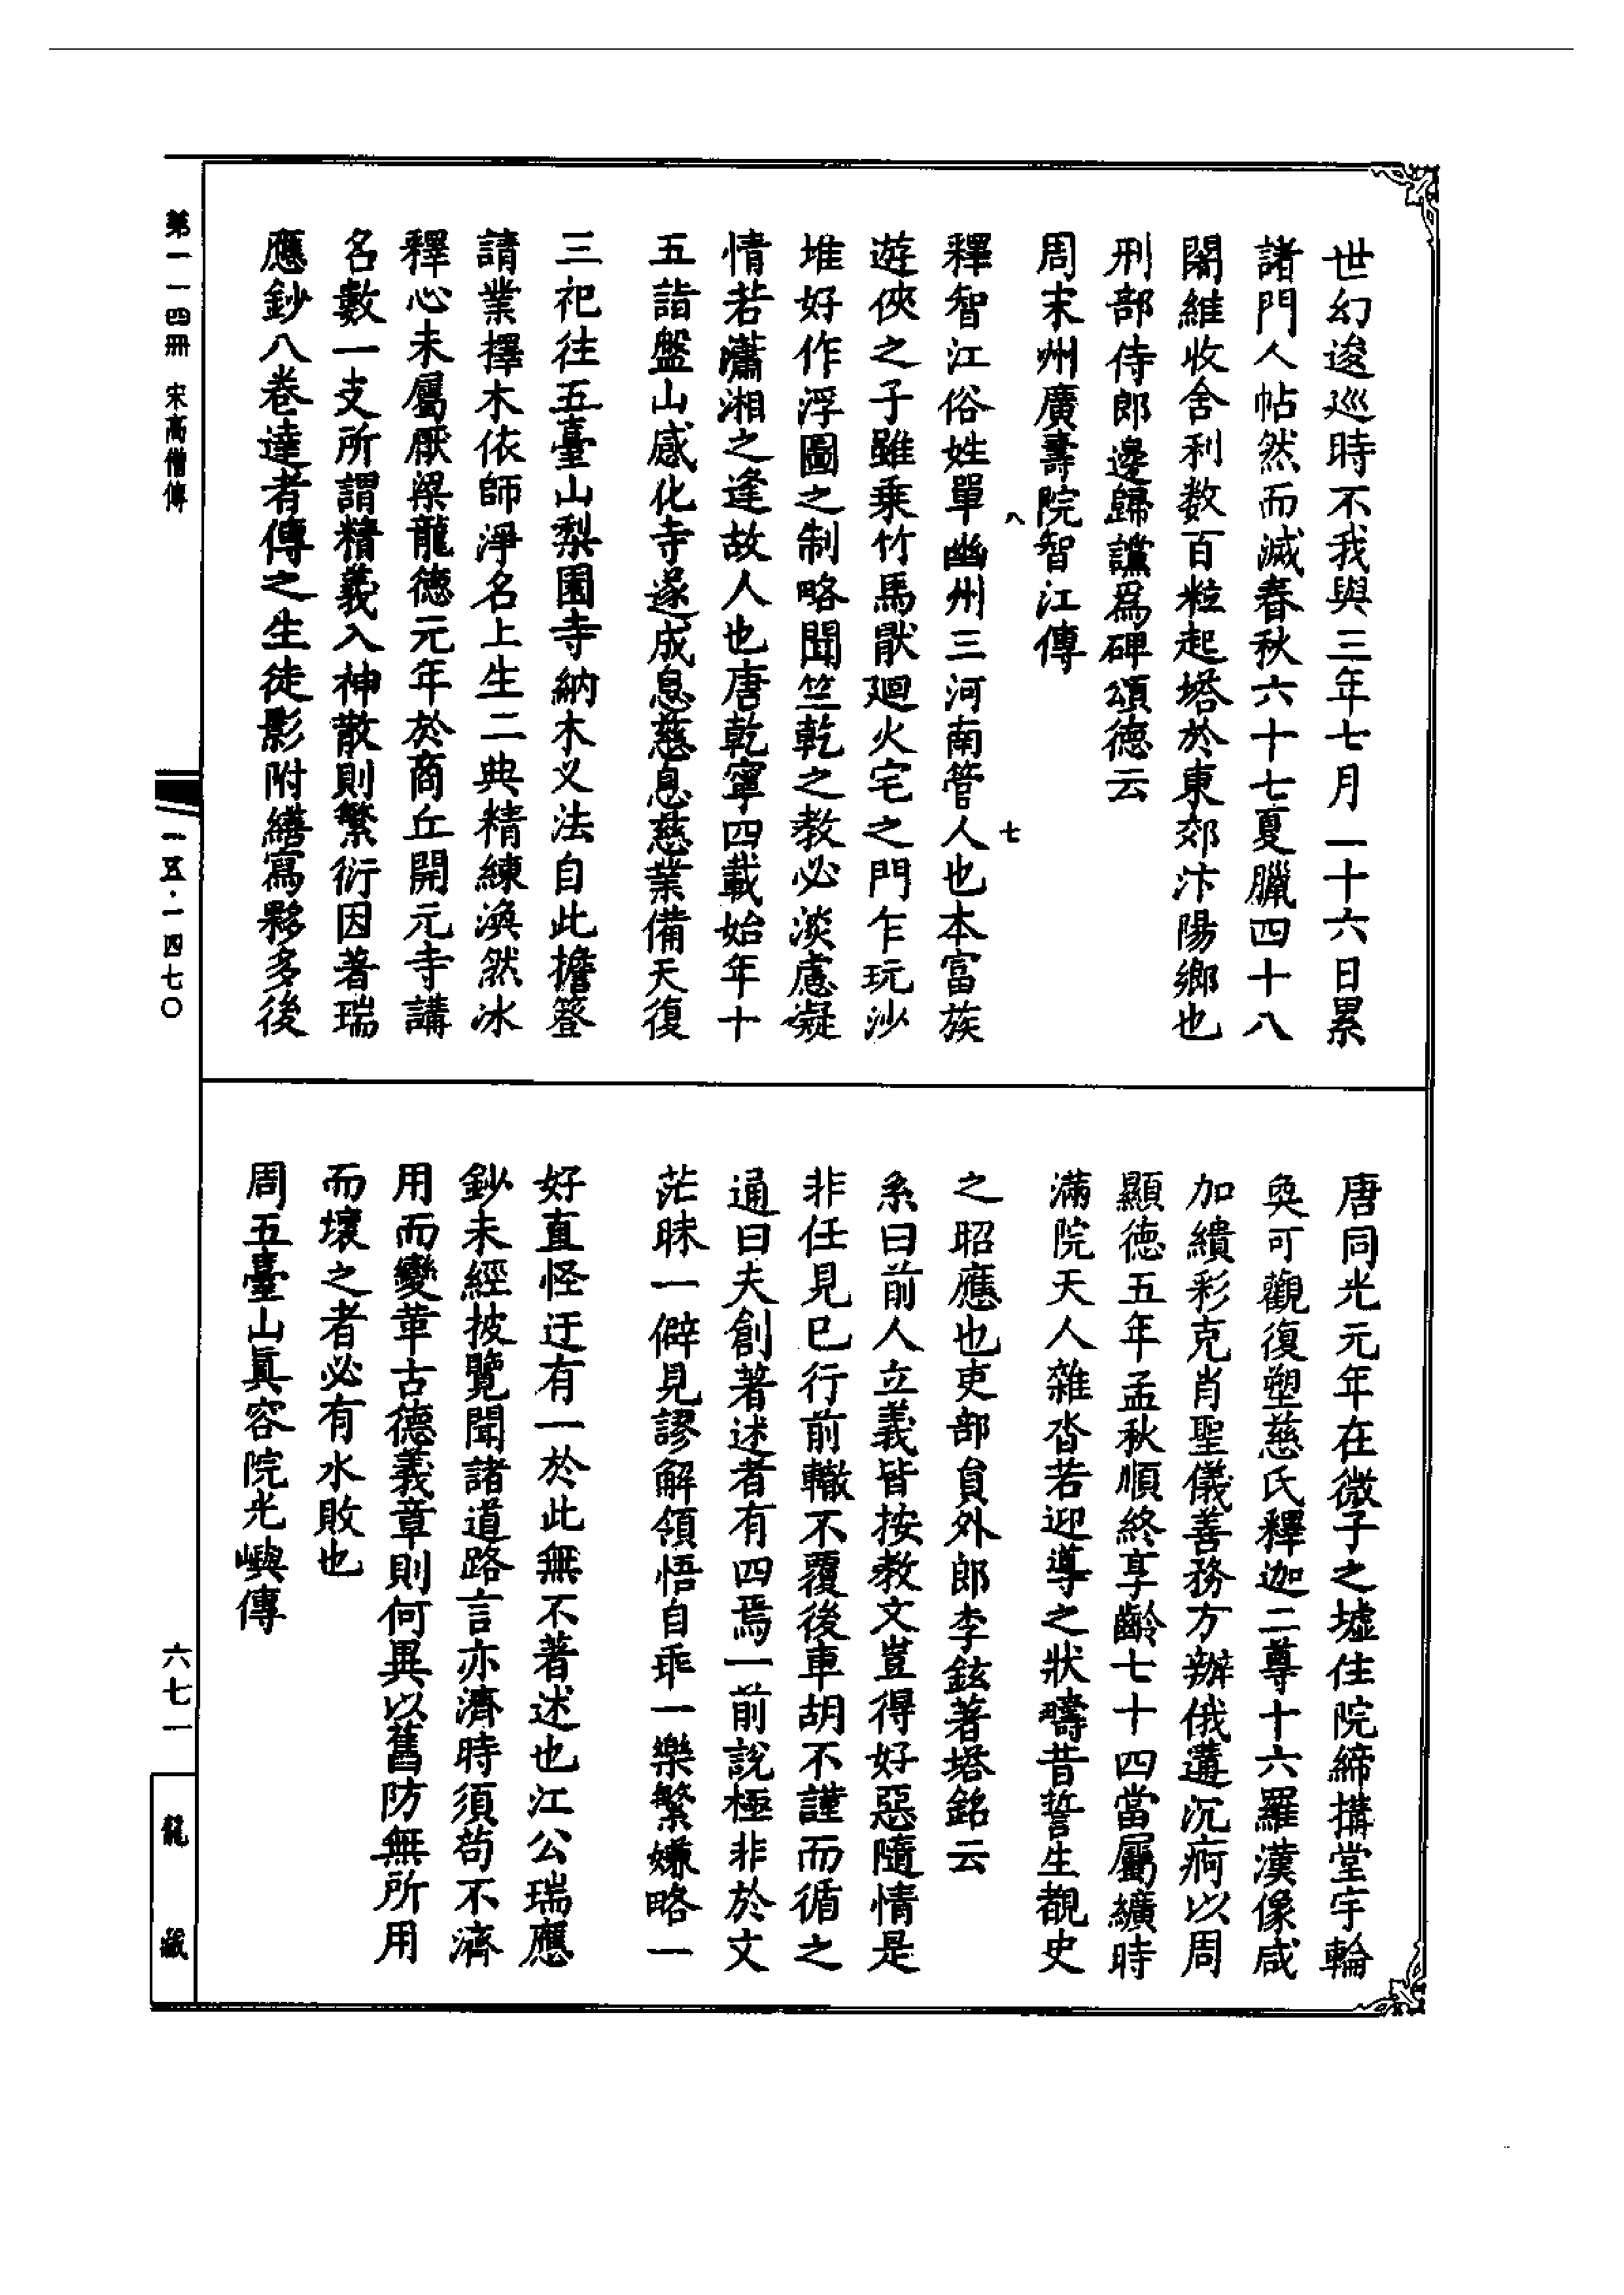 世幻逡巡時不我與三年七月一十六日累
諸門人帖然而滅春秋六十七夏臘四十八
闍維收舍利数百粒起塔於東郊汴陽鄉也
刑部侍郎邊歸讜爲碑頌德云
周宋州廣壽院智江傳
八
七
釋智江俗姓單幽州三河南管人也本富族
遊俠之子雖乗竹馬猒廻火宅之門乍玩沙
堆好作浮圖之制略聞竺乾之教必淡慮凝
情若瀟湘之逢故人也唐乾寧四載始年十
五詣盤山感化寺遂成息慈息慈業備天復
三祀往五臺山梨園寺納木义法自此擔簦
請業擇木依師淨名上生二典精練渙然冰
釋心未屬厭梁龍德元年於商丘開元寺講
名數一支所謂精義入神散則繁衍因著瑞
應鈔八卷達者傳之生徒影附繕寫夥多後
唐同光元年在微子之墟住院締搆堂宇輪
奐可觀復塑慈氏釋迦二尊十六羅漢像咸
加繢彩克肖聖儀善務方辦俄遘沉痾以周
顯德五年孟秋順終享齡七十四當屬纊時
滿院天人雜沓若迎導之狀疇昔誓生覩史
之昭應也吏部負外郎李鉉著塔銘云
系曰前人立義皆按教文豈得好惡隨情是
非任見巳行前轍不覆後車胡不謹而循之
通曰夫創著述者有四焉一前說極非於文
茫昧一僻見謬解領悟自乖一樂繁嫌略一
好直怪迂有一於此無不著述也江公瑞應
鈔未經披覽聞諸道路言亦濟時須苟不濟
用而變革古德義章則何異以舊防無所用
而壞之者必有水敗也
周五臺山眞容院光嶼傳
第一一四冊 宋高僧傳
一五·一四七〇
六七一
龍藏